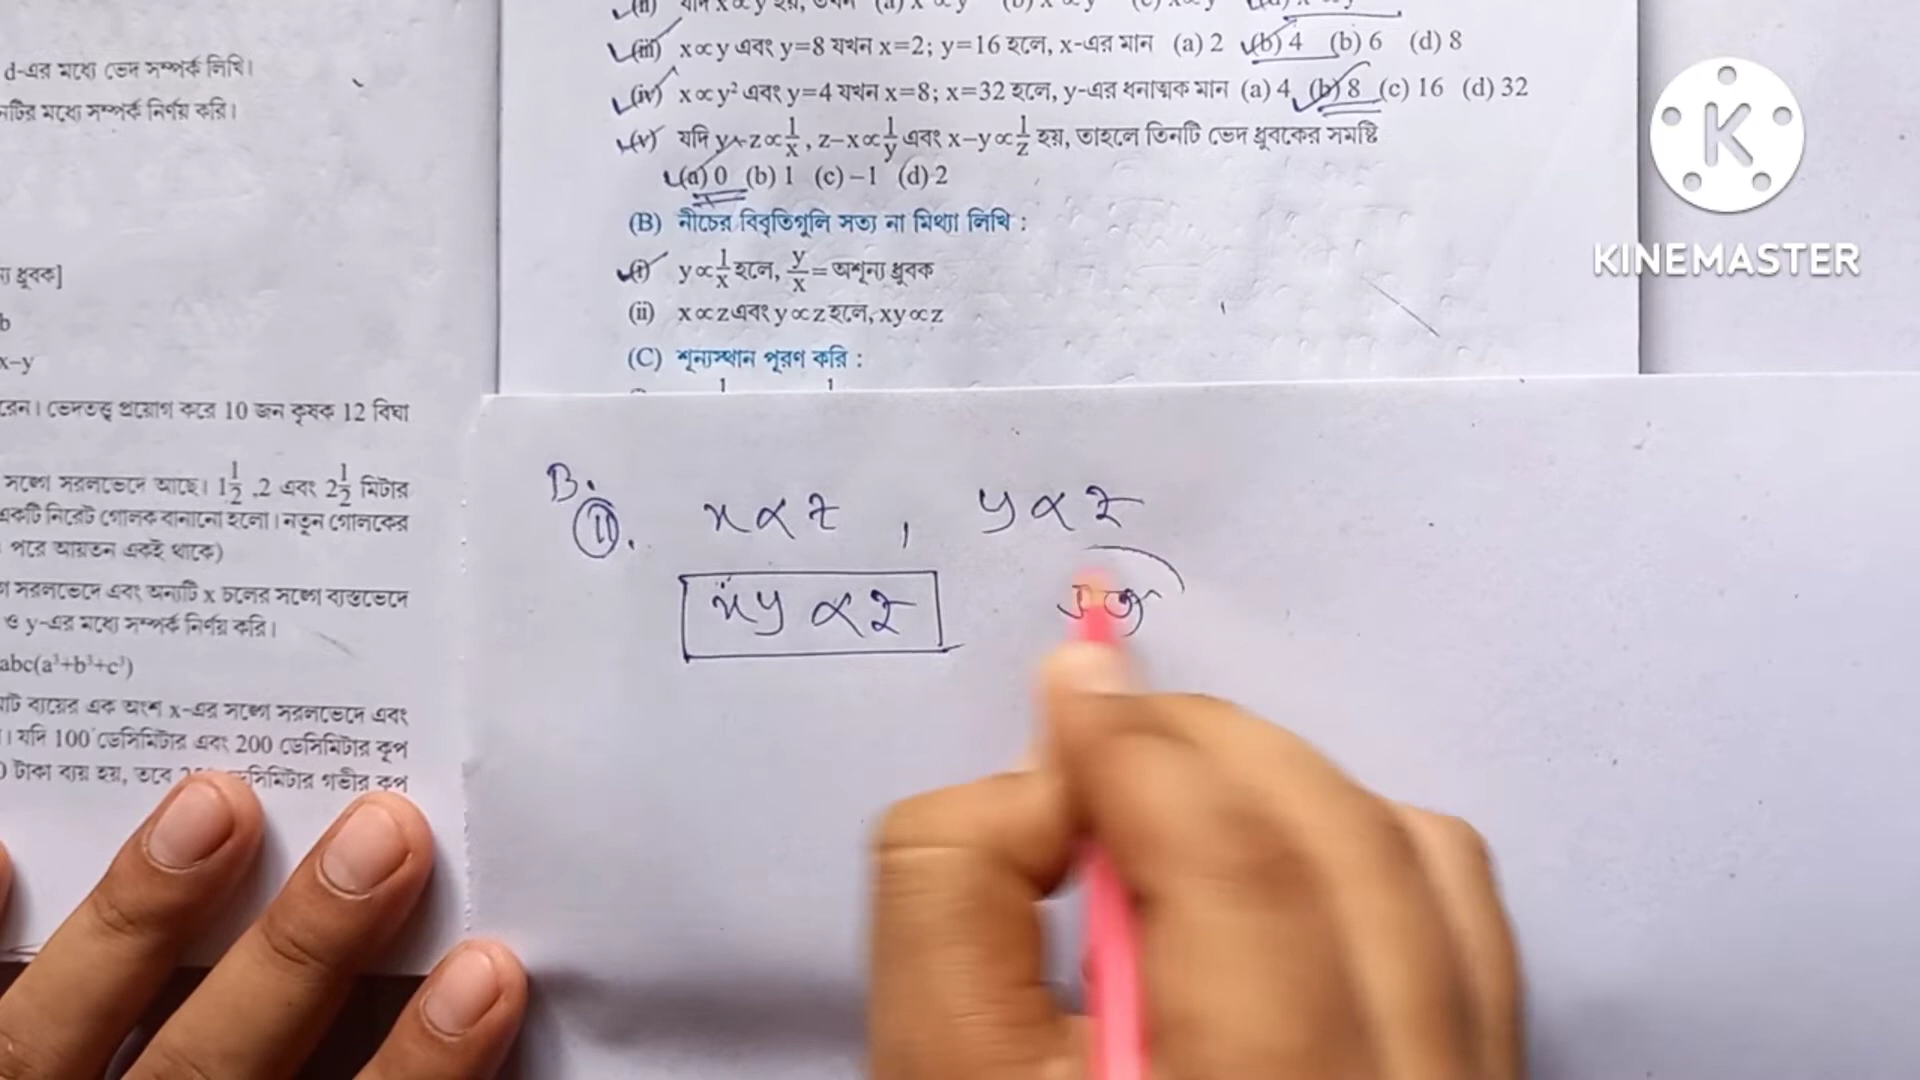 d-এর মধ্যে ভেদ সম্পর্ক লিখি।
মধ্যে সম্পর্ক নির্ণয় করি।
ধ্রুবক]
b
x–y
রেন। ভেদতত্ত্ব প্রয়োগ করে 10 জন কৃষক 12 বিঘা
সঙ্গে সরলভেদে আছে। 1½ ,2 এবং 2½ মিটার
একটি নিরেট গোলক বানানো হলো। নতুন গোলকের
পরে আয়তন একই থাকে)
সরলভেদে এবং অন্যটি x চলের সঙ্গে ব্যস্তভেদে
ও y-এর মধ্যে সম্পর্ক নির্ণয় করি।
abc(a³+b³+c³)
ব্যয়ের এক অংশ x-এর সঙ্গে সরলভেদে এবং
। যদি 100 ডেসিমিটার এবং 200 ডেসিমিটার কূপ
টাকা ব্যয় হয়, তবে গভীর কূপ
(iii) x∝y এবং y=8 যখন x=2; y=16 হলে, x-এর মান (a) 2 (b) 4 (b) 6 (d) 8
(iv) x∝y² এবং y=4 যখন x=8; x=32 হলে, y-এর ধনাত্মক মান (a) 4 (b) 8 (c) 16 (d) 32
(v) যদি z∝1/x , z–x∝1/y এবং x–y∝1/z হয়, তাহলে তিনটি ভেদ ধ্রুবকের সমষ্টি
(a) 0 (b) 1 (c) –1 (d) 2
(B) নীচের বিবৃতিগুলি সত্য না মিথ্যা লিখি :
(i) y∝1/x হলে, y/x = অশূন্য ধ্রুবক
(ii) x∝z এবং y∝z হলে, xy∝z
(C) শূন্যস্থান পূরণ করি :
B.
(ii). x∝z , y∝z
xy∝z
K
KINEMASTER